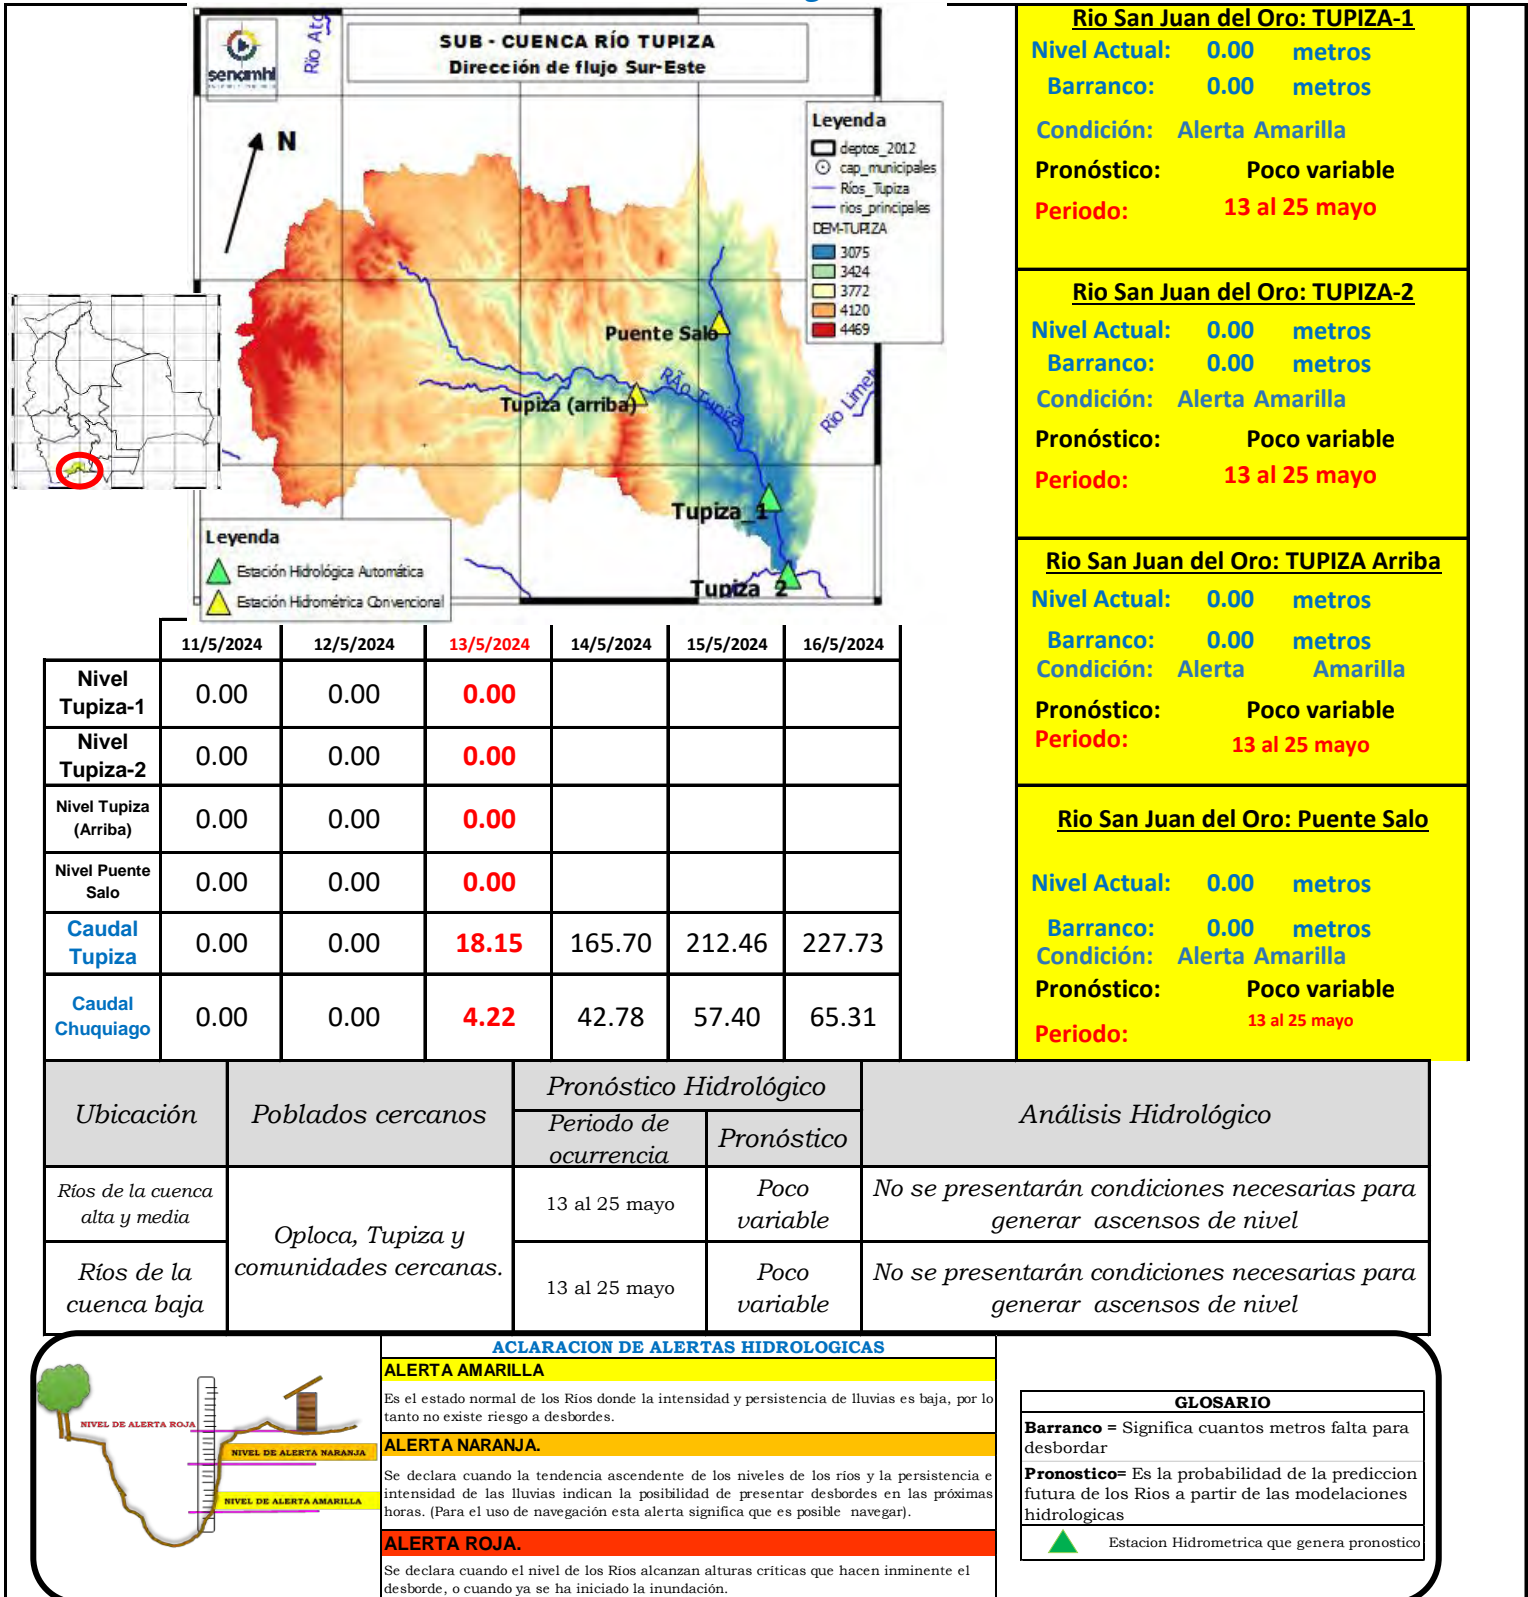 senamhi
Río Ato
SUB - CUENCA RÍO TUPIZA
Dirección de flujo Sur-Este
N
Leyenda
deptos_2012
cap_municipales
Ríos_Tupiza
rios_principales
DEM-TUPIZA
3075
3424
3772
4120
4469
Puente Salo
RÃo Tupiza
Tupiza (arriba)
Rio Limet
Tupiza_1
Tupiza_2
Leyenda
Estación Hidrológica Automática
Estación Hidrométrica Convencional
Rio San Juan del Oro: TUPIZA-1
Nivel Actual: 0.00 metros
Barranco: 0.00 metros
Condición: Alerta Amarilla
Pronóstico: Poco variable
Periodo: 13 al 25 mayo
Rio San Juan del Oro: TUPIZA-2
Nivel Actual: 0.00 metros
Barranco: 0.00 metros
Condición: Alerta Amarilla
Pronóstico: Poco variable
Periodo: 13 al 25 mayo
Rio San Juan del Oro: TUPIZA Arriba
Nivel Actual: 0.00 metros
Barranco: 0.00 metros
Condición: Alerta Amarilla
Pronóstico: Poco variable
Periodo: 13 al 25 mayo
Rio San Juan del Oro: Puente Salo
Nivel Actual: 0.00 metros
Barranco: 0.00 metros
Condición: Alerta Amarilla
Pronóstico: Poco variable
Periodo: 13 al 25 mayo
11/5/2024 12/5/2024 13/5/2024 14/5/2024 15/5/2024 16/5/2024
Nivel
Tupiza-1
0.00 0.00 0.00
Nivel
Tupiza-2
0.00 0.00 0.00
Nivel Tupiza
(Arriba)
0.00 0.00 0.00
Nivel Puente
Salo
0.00 0.00 0.00
Caudal
Tupiza
0.00 0.00 18.15 165.70 212.46 227.73
Caudal
Chuquiago
0.00 0.00 4.22 42.78 57.40 65.31
Ubicación
Poblados cercanos
Pronóstico Hidrológico
Periodo de
ocurrencia
Pronóstico
Análisis Hidrológico
Ríos de la cuenca
alta y media
Oploca, Tupiza y
comunidades cercanas.
13 al 25 mayo
Poco
variable
No se presentarán condiciones necesarias para
generar ascensos de nivel
Ríos de la
cuenca baja
13 al 25 mayo
Poco
variable
No se presentarán condiciones necesarias para
generar ascensos de nivel
NIVEL DE ALERTA ROJA
NIVEL DE ALERTA NARANJA
NIVEL DE ALERTA AMARILLA
ACLARACION DE ALERTAS HIDROLOGICAS
ALERTA AMARILLA
Es el estado normal de los Rios donde la intensidad y persistencia de lluvias es baja, por lo
tanto no existe riesgo a desbordes.
ALERTA NARANJA.
Se declara cuando la tendencia ascendente de los niveles de los ríos y la persistencia e
intensidad de las lluvias indican la posibilidad de presentar desbordes en las próximas
horas. (Para el uso de navegación esta alerta significa que es posible navegar).
ALERTA ROJA.
Se declara cuando el nivel de los Ríos alcanzan alturas críticas que hacen inminente el
desborde, o cuando ya se ha iniciado la inundación.
GLOSARIO
Barranco = Significa cuantos metros falta para
desbordar
Pronostico= Es la probabilidad de la prediccion
futura de los Rios a partir de las modelaciones
hidrologicas
Estacion Hidrometrica que genera pronostico